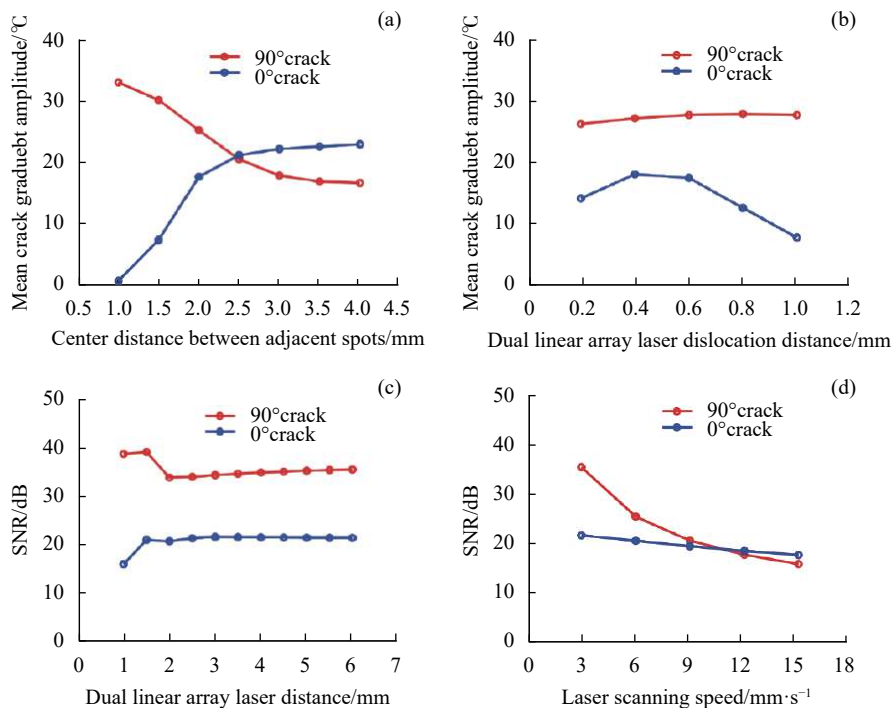 (a)
Mean crack graduebt amplitude/℃
40
30
20
10
0
90°crack
0°crack
0.5 1.0 1.5 2.0 2.5 3.0 3.5 4.0 4.5
Center distance between adjacent spots/mm
(b)
Mean crack graduebt amplitude/℃
40
30
20
10
0
90°crack
0°crack
0 0.2 0.4 0.6 0.8 1.0 1.2
Dual linear array laser dislocation distance/mm
(c)
SNR/dB
50
40
30
20
10
0
90°crack
0°crack
0 1 2 3 4 5 6 7
Dual linear array laser distance/mm
(d)
SNR/dB
50
40
30
20
10
0
90°crack
0°crack
0 3 6 9 12 15 18
Laser scanning speed/mm·s⁻¹